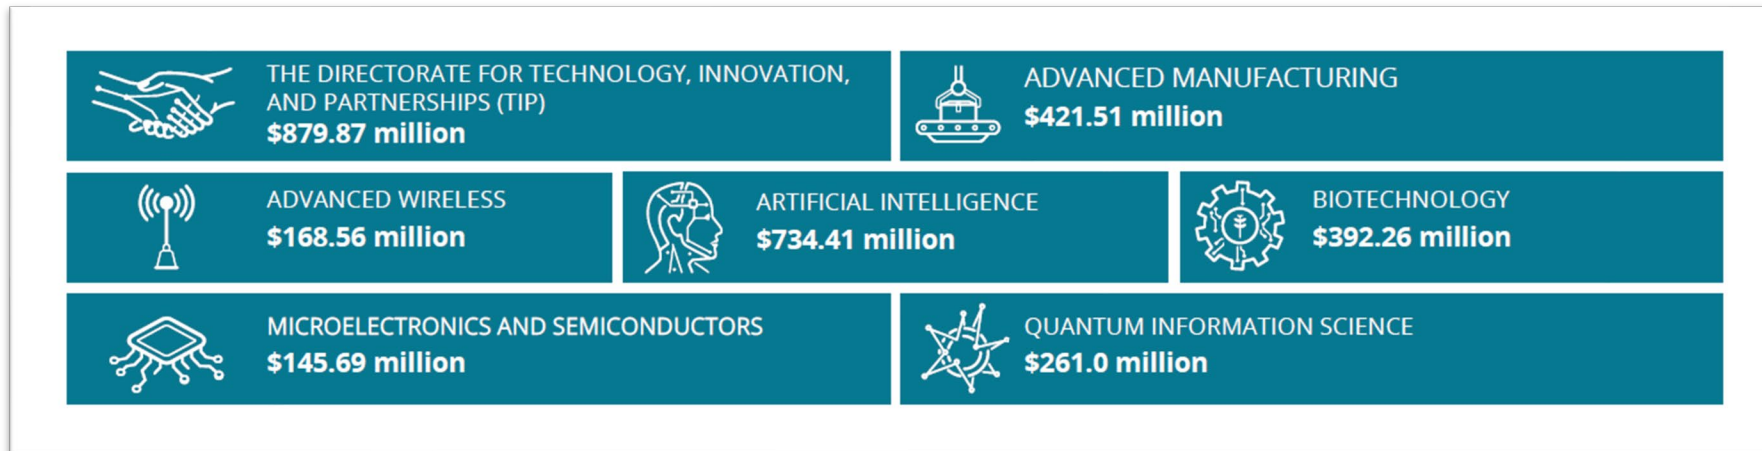 THE DIRECTORATE FOR TECHNOLOGY, INNOVATION,
AND PARTNERSHIPS (TIP)
$879.87 million
ADVANCED MANUFACTURING
$421.51 million
ADVANCED WIRELESS
$168.56 million
ARTIFICIAL INTELLIGENCE
$734.41 million
BIOTECHNOLOGY
$392.26 million
MICROELECTRONICS AND SEMICONDUCTORS
$145.69 million
QUANTUM INFORMATION SCIENCE
$261.0 million